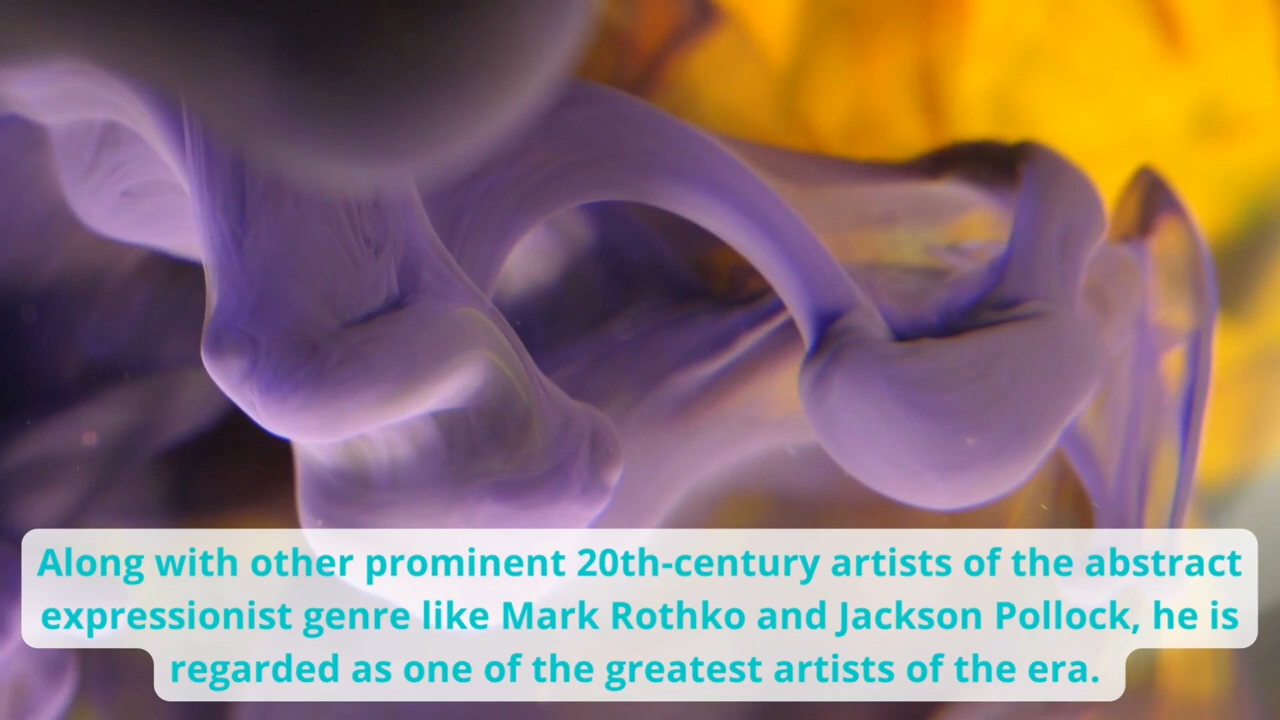 Along with other prominent 20th-century artists of the abstract
expressionist genre like Mark Rothko and Jackson Pollock, he is
regarded as one of the greatest artists of the era.